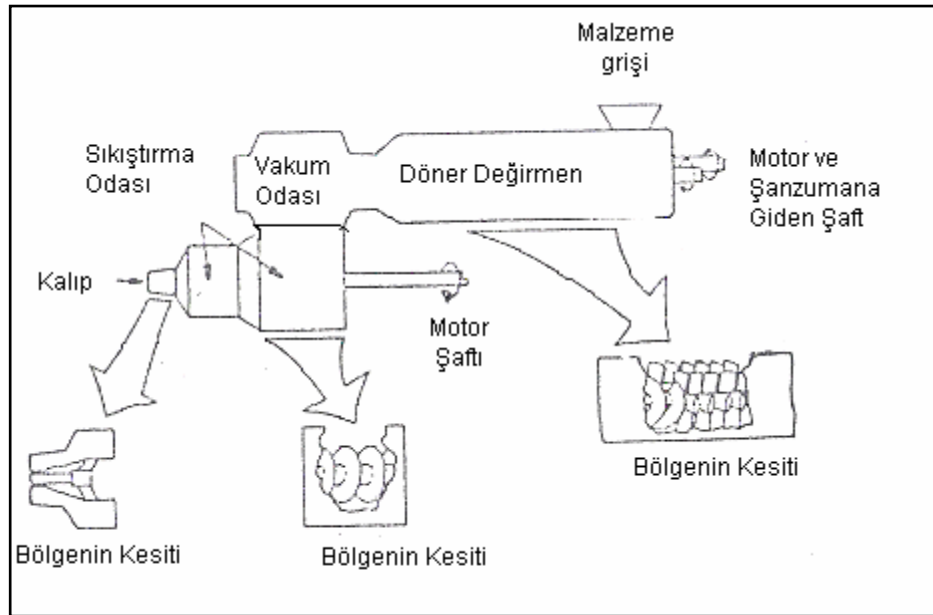 Malzeme
grişi
Sıkıştırma
Odası
Vakum
Odası
Döner Değirmen
Motor ve
Şanzumana
Giden Şaft
Kalıp
Motor
Şaftı
Bölgenin Kesiti
Bölgenin Kesiti
Bölgenin Kesiti